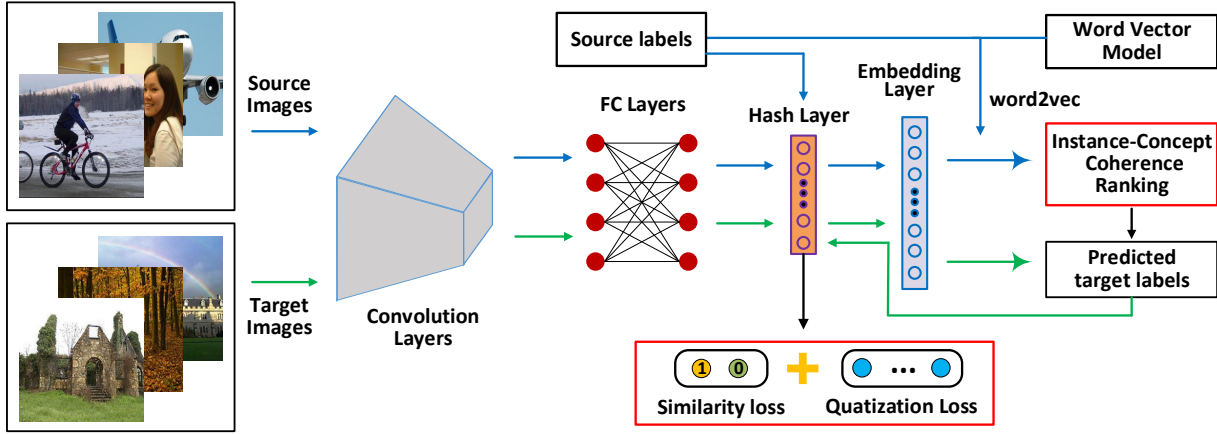 Source
Images
Target
Images
Convolution
Layers
FC Layers
Source labels
Hash Layer
Embedding
Layer
word2vec
Word Vector
Model
Instance-Concept
Coherence
Ranking
Predicted
target labels
1
0
...
Similarity loss
Quatization Loss